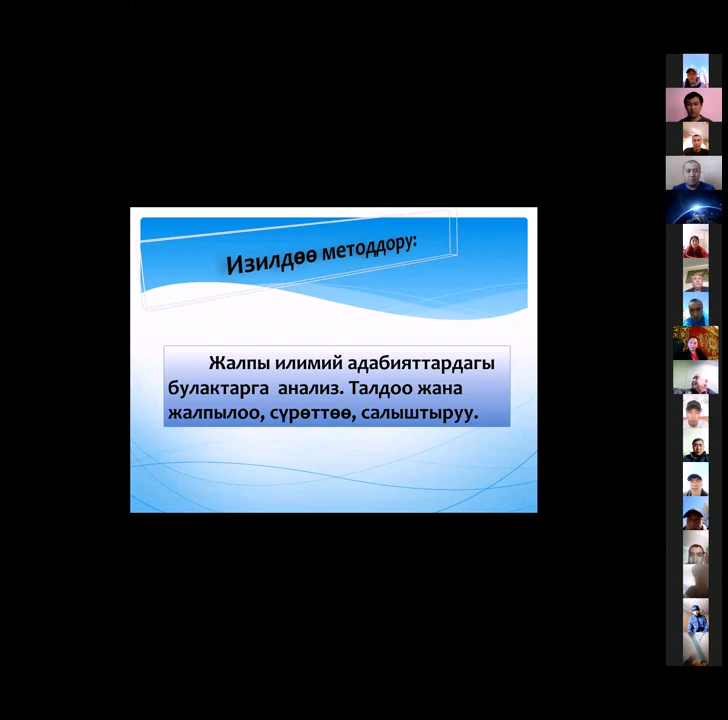 Изилдөө методдору:
Жалпы илимий адабияттардагы
булактарга анализ. Талдоо жана
жалпылоо, сүрөттөө, салыштыруу.